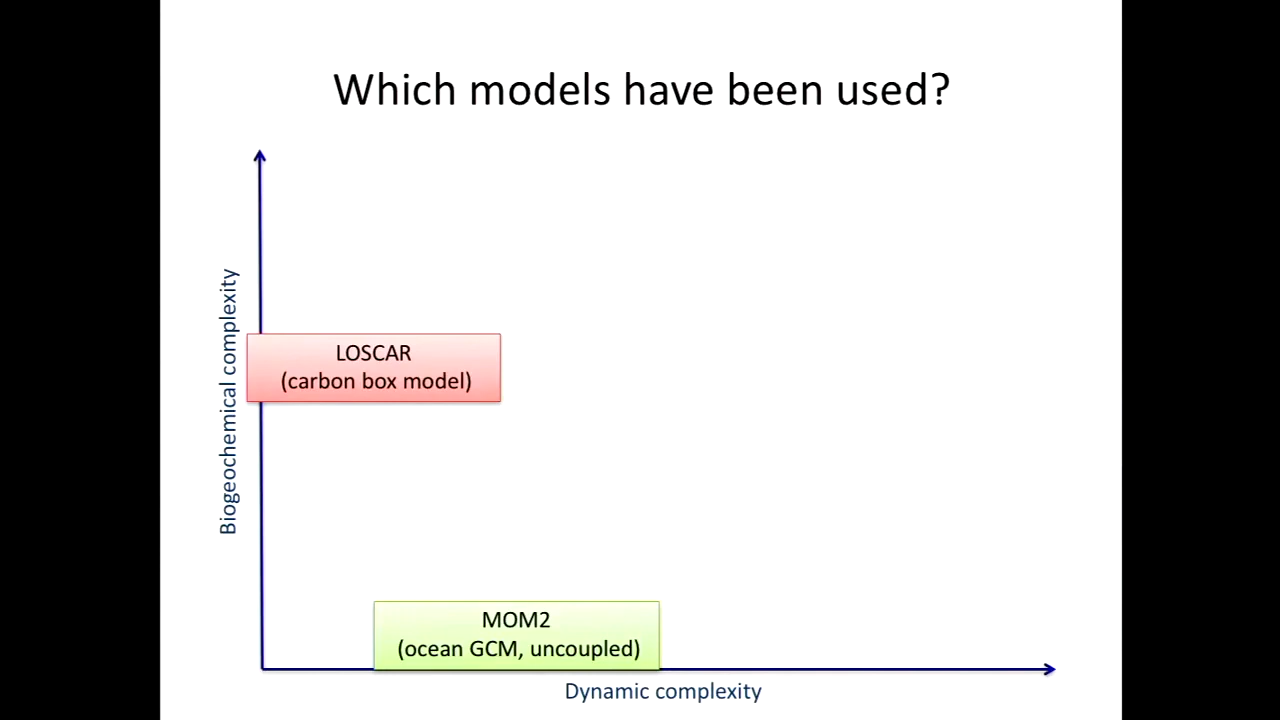 Which models have been used?
Biogeochemical complexity
LOSCAR
(carbon box model)
MOM2
(ocean GCM, uncoupled)
Dynamic complexity